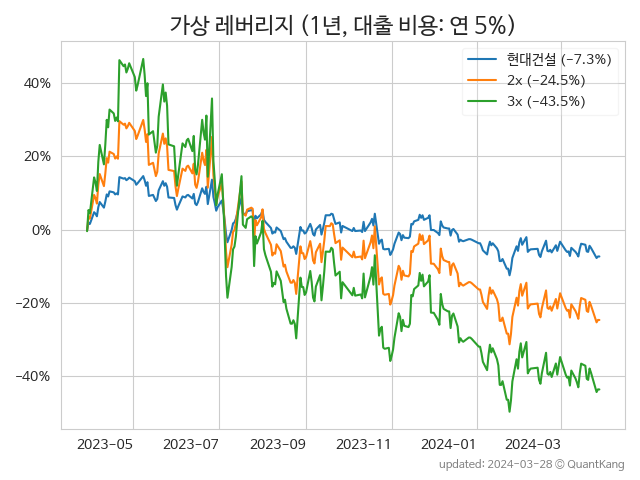 가상 레버리지 (1년, 대출 비용: 연 5%)
현대건설 (−7.3%)
2x (−24.5%)
3x (−43.5%)
40%
20%
0%
−20%
−40%
2023−05 2023−07 2023−09 2023−11 2024−01 2024−03
updated: 2024−03−28 © QuantKang